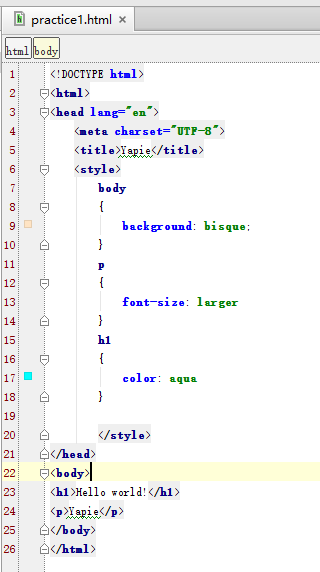 practice1.html
html body
1 <!DOCTYPE html>
2 <html>
3 <head lang="en">
4 <meta charset="UTF-8">
5 <title>Yapie</title>
6 <style>
7 body
8 {
9 background: bisque;
10 }
11 p
12 {
13 font-size: larger
14 }
15 h1
16 {
17 color: aqua
18 }
19
20 </style>
21 </head>
22 <body>
23 <h1>Hello world!</h1>
24 <p>Yapie</p>
25 </body>
26 </html>